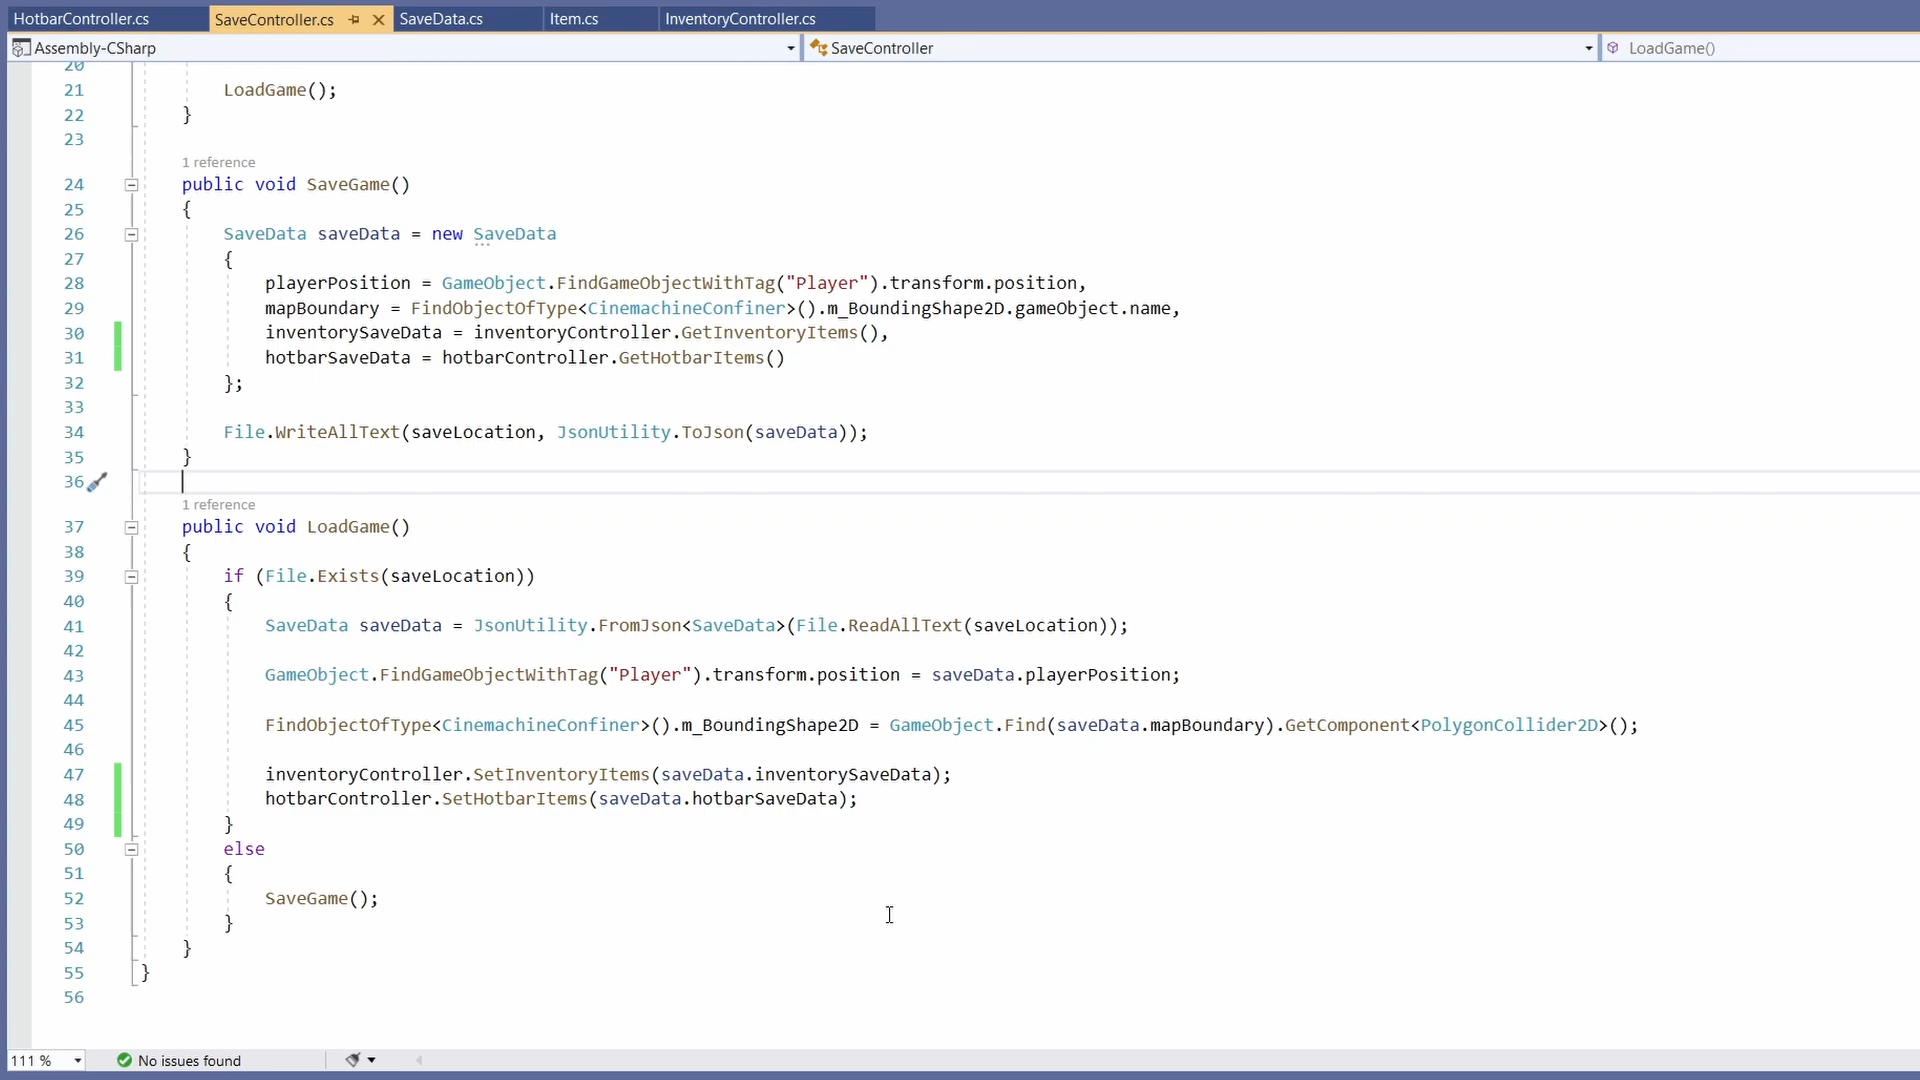 HotbarController.cs SaveController.cs SaveData.cs Item.cs InventoryController.cs
Assembly-CSharp SaveController LoadGame()
20
21 LoadGame();
22 }
23
1 reference
24 public void SaveGame()
25 {
26 SaveData saveData = new SaveData
27 {
28 playerPosition = GameObject.FindGameObjectWithTag("Player").transform.position,
29 mapBoundary = FindObjectOfType<CinemachineConfiner>().m_BoundingShape2D.gameObject.name,
30 inventorySaveData = inventoryController.GetInventoryItems(),
31 hotbarSaveData = hotbarController.GetHotbarItems()
32 };
33
34 File.WriteAllText(saveLocation, JsonUtility.ToJson(saveData));
35 }
36
1 reference
37 public void LoadGame()
38 {
39 if (File.Exists(saveLocation))
40 {
41 SaveData saveData = JsonUtility.FromJson<SaveData>(File.ReadAllText(saveLocation));
42
43 GameObject.FindGameObjectWithTag("Player").transform.position = saveData.playerPosition;
44
45 FindObjectOfType<CinemachineConfiner>().m_BoundingShape2D = GameObject.Find(saveData.mapBoundary).GetComponent<PolygonCollider2D>();
46
47 inventoryController.SetInventoryItems(saveData.inventorySaveData);
48 hotbarController.SetHotbarItems(saveData.hotbarSaveData);
49 }
50 else
51 {
52 SaveGame();
53 }
54 }
55 }
56
111 % No issues found